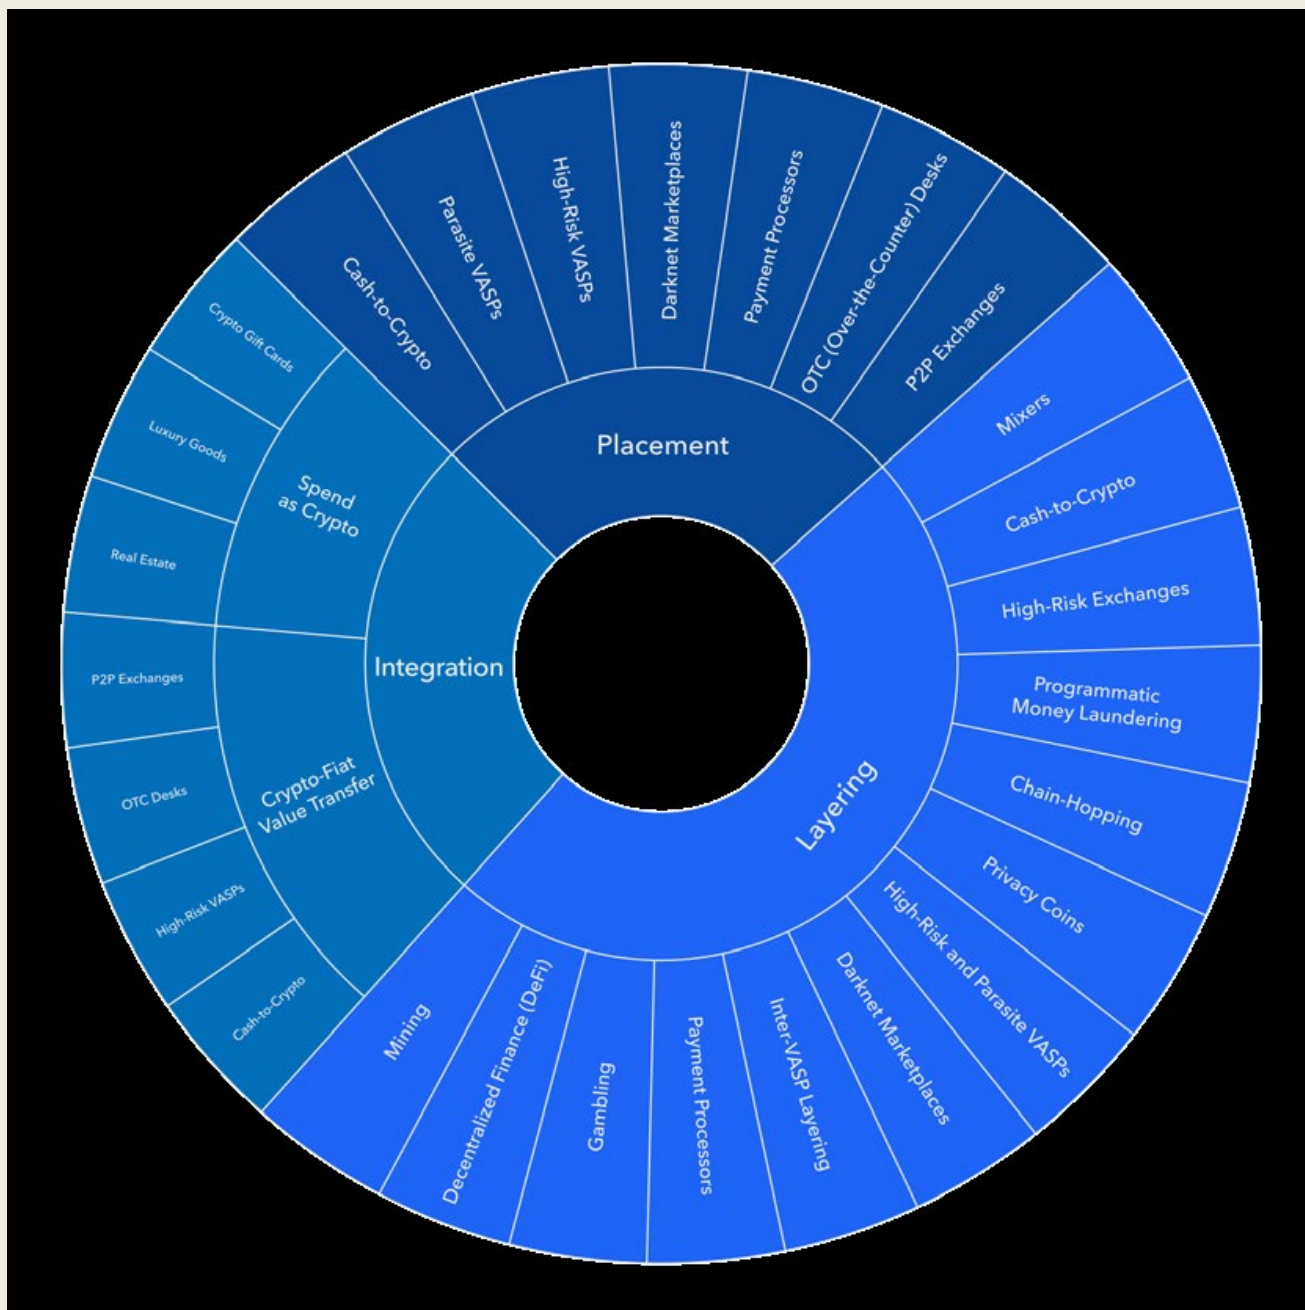 Placement
Cash-to-Crypto
Parasite VASPs
High-Risk VASPs
Darknet Marketplaces
Payment Processors
OTC (Over-the-Counter) Desks
P2P Exchanges
Layering
Mixers
Cash-to-Crypto
High-Risk Exchanges
Programmatic
Money Laundering
Chain-Hopping
Privacy Coins
High-Risk and Parasite VASPs
Darknet Marketplaces
Inter-VASP Layering
Payment Processors
Gambling
Decentralized Finance (DeFi)
Mining
Integration
Crypto-Fiat
Value Transfer
Cash-to-Crypto
High-Risk VASPs
OTC Desks
P2P Exchanges
Spend
as Crypto
Real Estate
Luxury Goods
Crypto Gift Cards